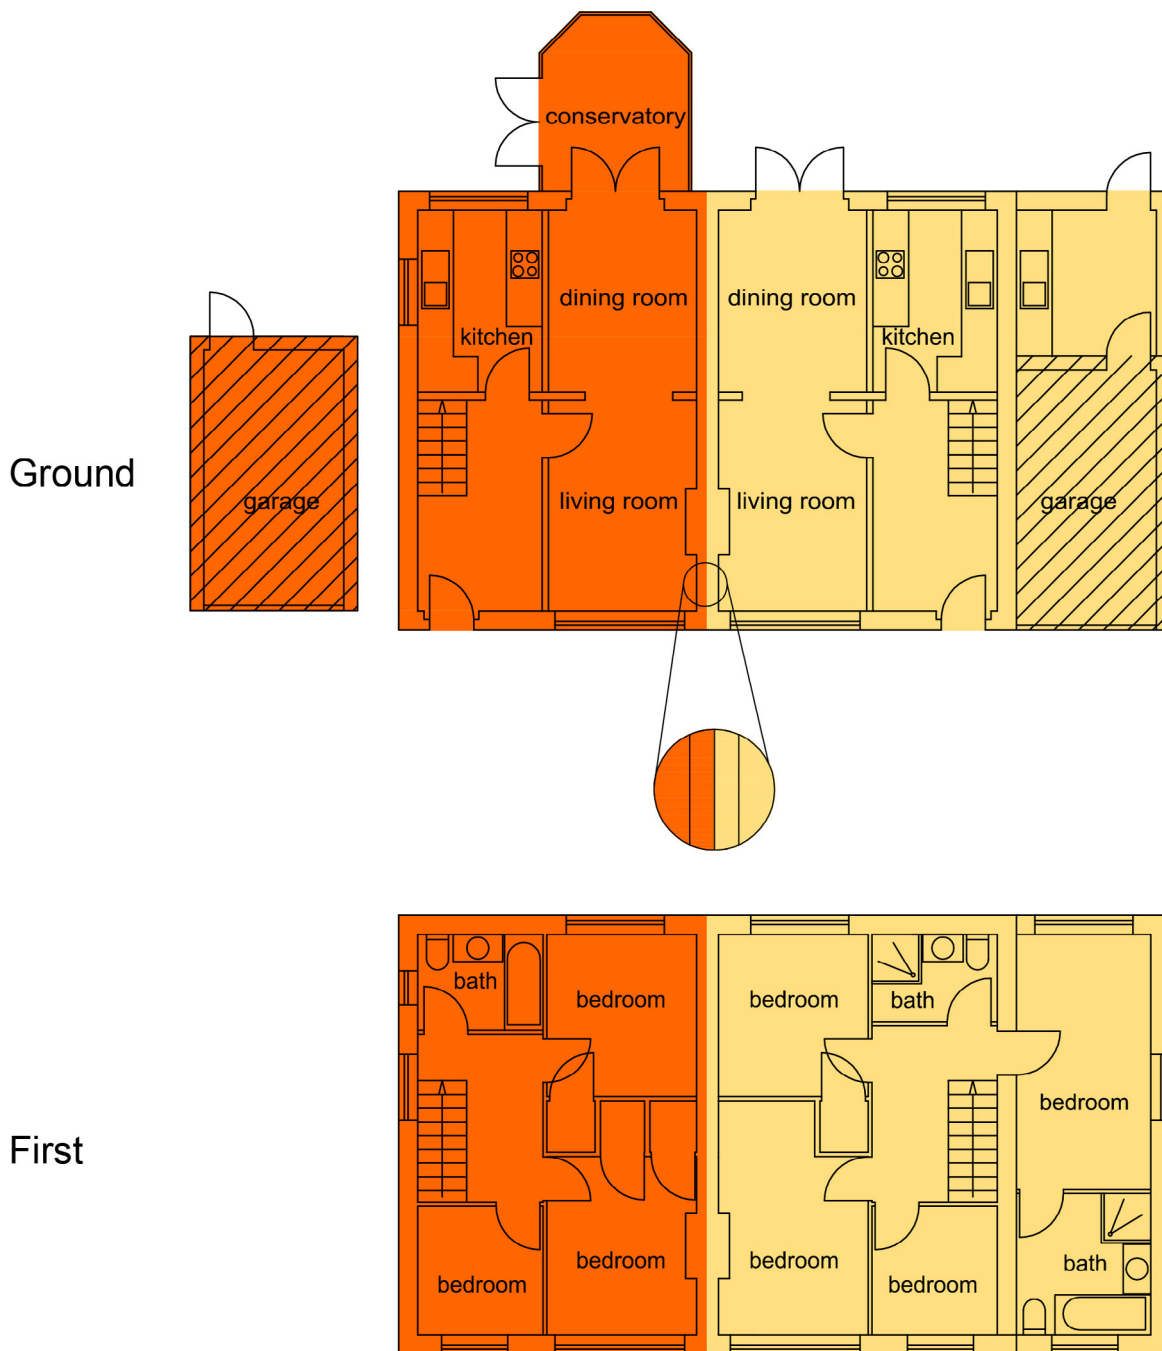 conservatory
dining room
dining room
kitchen
kitchen
Ground
garage
living room
living room
garage
bath
bedroom
bedroom
bath
bedroom
First
bedroom
bedroom
bedroom
bedroom
bath